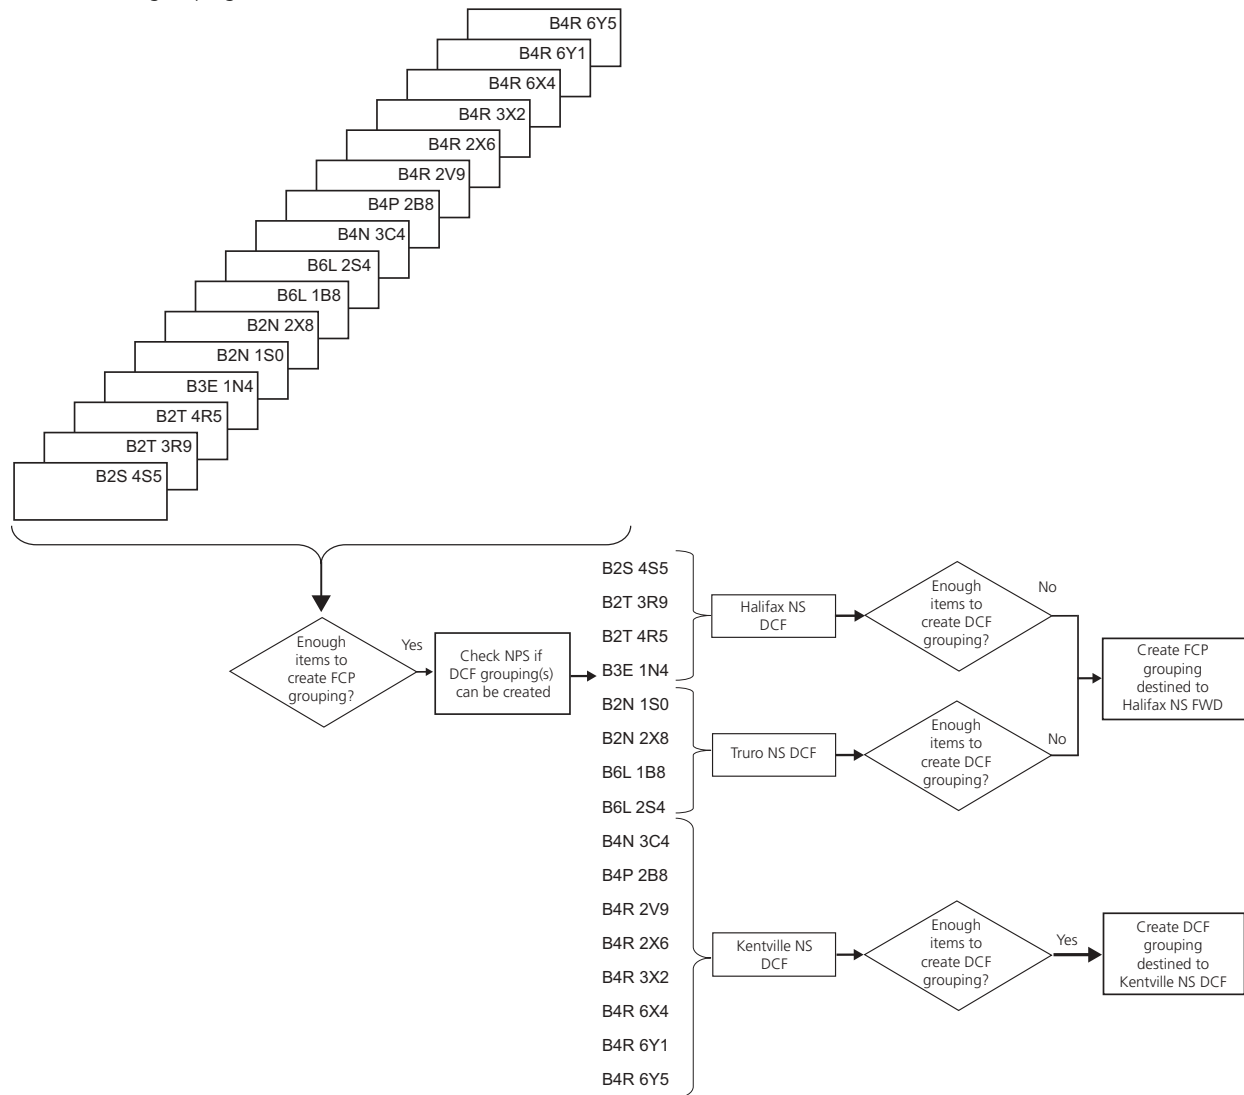 B4R 6Y5
B4R 6Y1
B4R 6X4
B4R 3X2
B4R 2X6
B4R 2V9
B4P 2B8
B4N 3C4
B6L 2S4
B6L 1B8
B2N 2X8
B2N 1S0
B3E 1N4
B2T 4R5
B2T 3R9
B2S 4S5
Enough
items to
create FCP
grouping?
Yes
Check NPS if
DCF grouping(s)
can be created
B2S 4S5
B2T 3R9
B2T 4R5
B3E 1N4
Halifax NS
DCF
Enough
items to
create DCF
grouping?
No
B2N 1S0
B2N 2X8
B6L 1B8
B6L 2S4
Truro NS DCF
Enough
items to
create DCF
grouping?
No
Create FCP
grouping
destined to
Halifax NS FWD
B4N 3C4
B4P 2B8
B4R 2V9
B4R 2X6
B4R 3X2
B4R 6X4
B4R 6Y1
B4R 6Y5
Kentville NS
DCF
Enough
items to
create DCF
grouping?
Yes
Create DCF
grouping
destined to
Kentville NS DCF